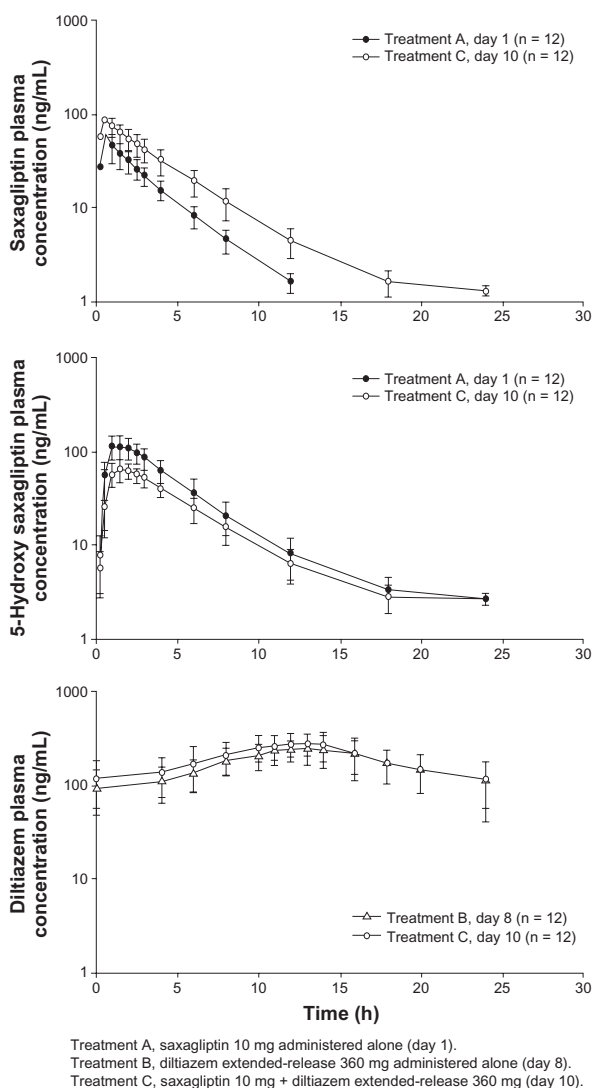 1000
100
10
1
Saxagliptin plasma
concentration (ng/mL)
Treatment A, day 1 (n = 12)
Treatment C, day 10 (n = 12)
0 5 10 15 20 25 30
1000
100
10
1
5-Hydroxy saxagliptin plasma
concentration (ng/mL)
Treatment A, day 1 (n = 12)
Treatment C, day 10 (n = 12)
0 5 10 15 20 25 30
1000
100
10
1
Diltiazem plasma
concentration (ng/mL)
Treatment B, day 8 (n = 12)
Treatment C, day 10 (n = 12)
0 5 10 15 20 25 30
Time (h)
Treatment A, saxagliptin 10 mg administered alone (day 1).
Treatment B, diltiazem extended-release 360 mg administered alone (day 8).
Treatment C, saxagliptin 10 mg + diltiazem extended-release 360 mg (day 10).